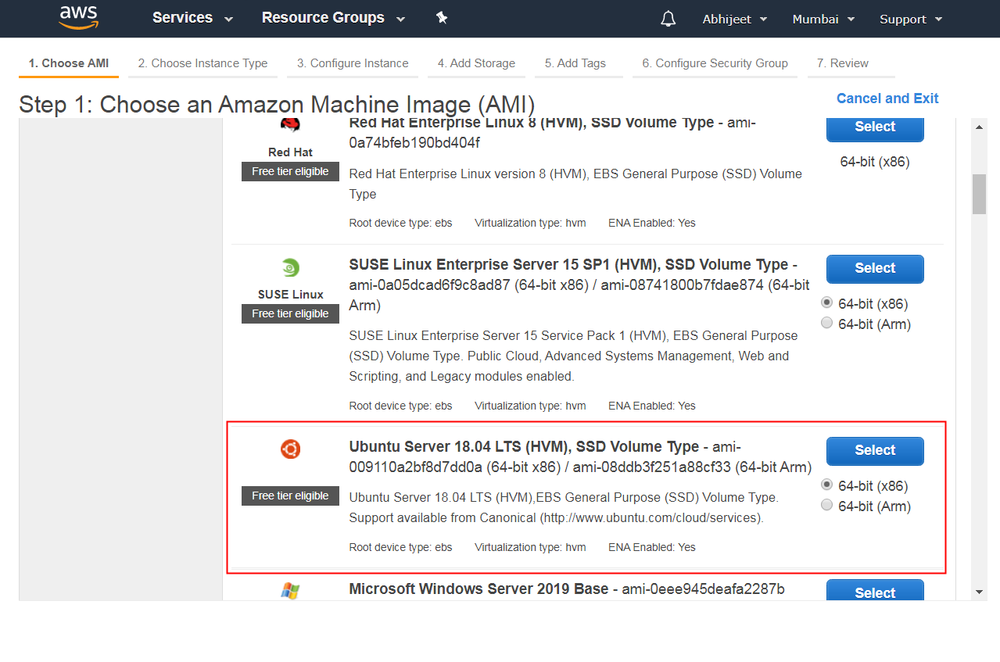 aws Services Resource Groups Abhijeet Mumbai Support
1. Choose AMI 2. Choose Instance Type 3. Configure Instance 4. Add Storage 5. Add Tags 6. Configure Security Group 7. Review
Step 1: Choose an Amazon Machine Image (AMI)
Cancel and Exit
Red Hat
Free tier eligible
Red Hat Enterprise Linux 8 (HVM), SSD Volume Type - ami-
0a74bfeb190bd404f
Red Hat Enterprise Linux version 8 (HVM), EBS General Purpose (SSD) Volume
Type
Root device type: ebs Virtualization type: hvm ENA Enabled: Yes
Select
64-bit (x86)
SUSE Linux
Free tier eligible
SUSE Linux Enterprise Server 15 SP1 (HVM), SSD Volume Type -
ami-0a05dcad6f9c8ad87 (64-bit x86) / ami-08741800b7fdae874 (64-bit
Arm)
SUSE Linux Enterprise Server 15 Service Pack 1 (HVM), EBS General Purpose
(SSD) Volume Type. Public Cloud, Advanced Systems Management, Web and
Scripting, and Legacy modules enabled.
Root device type: ebs Virtualization type: hvm ENA Enabled: Yes
Select
64-bit (x86)
64-bit (Arm)
Free tier eligible
Ubuntu Server 18.04 LTS (HVM), SSD Volume Type - ami-
009110a2bf8d7dd0a (64-bit x86) / ami-08ddb3f251a88cf33 (64-bit Arm)
Ubuntu Server 18.04 LTS (HVM),EBS General Purpose (SSD) Volume Type.
Support available from Canonical (http://www.ubuntu.com/cloud/services).
Root device type: ebs Virtualization type: hvm ENA Enabled: Yes
Select
64-bit (x86)
64-bit (Arm)
Microsoft Windows Server 2019 Base - ami-0eee945deafa2287b
Select